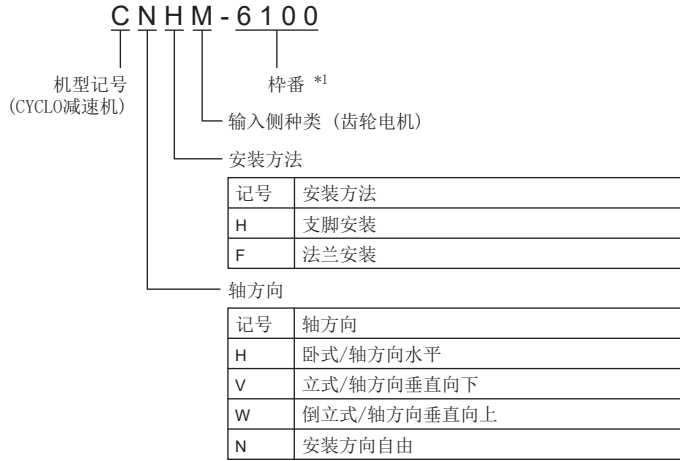 CNHM-6100
机型记号
(CYCLO减速机)
枠番 *1
输入侧种类 (齿轮电机)
安装方法
记号 安装方法
H 支脚安装
F 法兰安装
轴方向
记号 轴方向
H 卧式/轴方向水平
V 立式/轴方向垂直向下
W 倒立式/轴方向垂直向上
N 安装方向自由